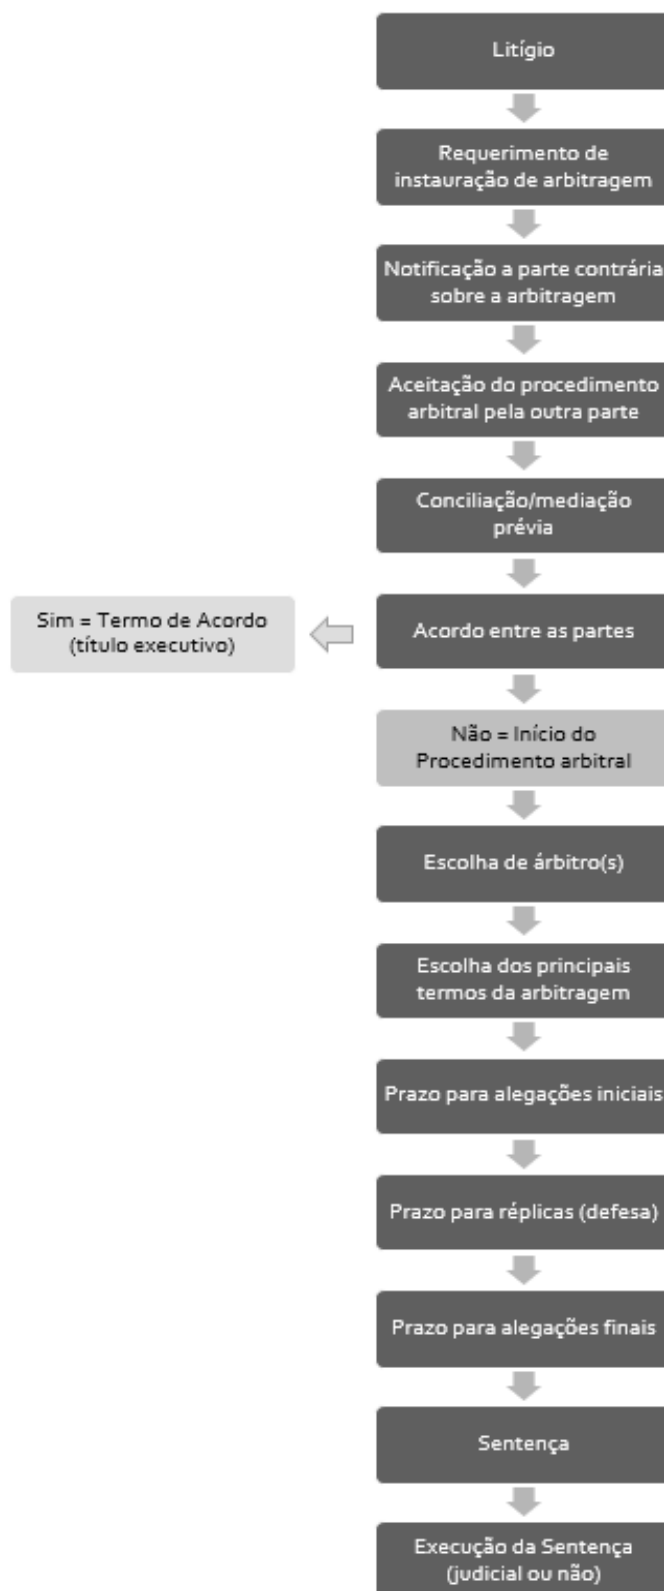 Litígio
Requerimento de
instauração de arbitragem
Notificação a parte contrária
sobre a arbitragem
Aceitação do procedimento
arbitral pela outra parte
Conciliação/mediação
prévia
Sim = Termo de Acordo
(título executivo)
Acordo entre as partes
Não = Início do
Procedimento arbitral
Escolha de árbitro(s)
Escolha dos principais
termos da arbitragem
Prazo para alegações iniciais
Prazo para réplicas (defesa)
Prazo para alegações finais
Sentença
Execução da Sentença
(judicial ou não)